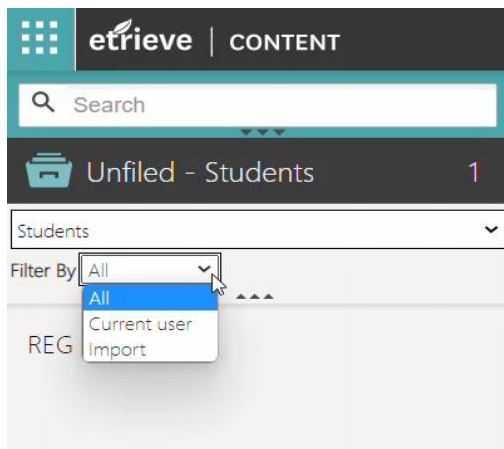 etrieve | CONTENT
Search
Unfiled - Students 1
Students
Filter By All
All
Current user
REG
Import